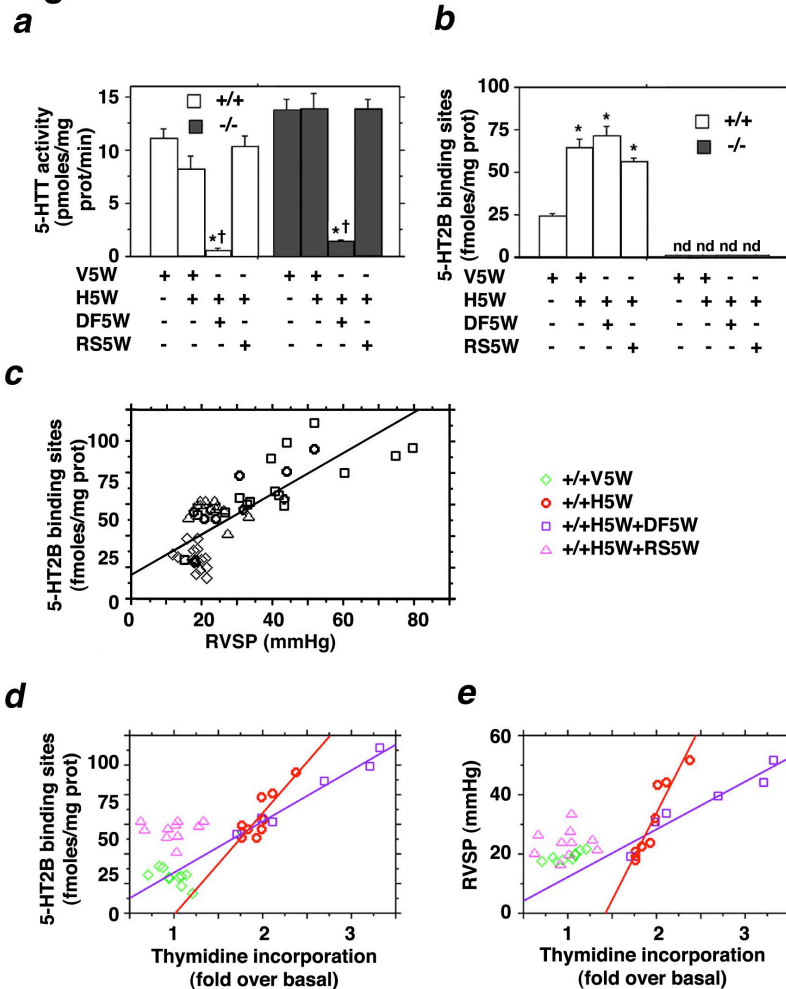 a
5-HTT activity
(pmoles/mg
prot/min)
15
10
5
0
+/+
-/-
*† *†
V5W + + - - + + - -
H5W - + + + - + + +
DF5W - - + - - - + -
RS5W - - - + - - - +
b
5-HT2B binding sites
(fmoles/mg prot)
100
75
50
25
0
+/+
-/-
* * *
nd nd nd nd
V5W + + - - + + - -
H5W - + + + - + + +
DF5W - - + - - - + -
RS5W - - - + - - - +
c
5-HT2B binding sites
(fmoles/mg prot)
100
75
50
25
0
0 20 40 60 80
RVSP (mmHg)
+/+V5W
+/+H5W
+/+H5W+DF5W
+/+H5W+RS5W
d
5-HT2B binding sites
(fmoles/mg prot)
100
75
50
25
0
1 2 3
Thymidine incorporation
(fold over basal)
e
RVSP (mmHg)
60
40
20
0
1 2 3
Thymidine incorporation
(fold over basal)